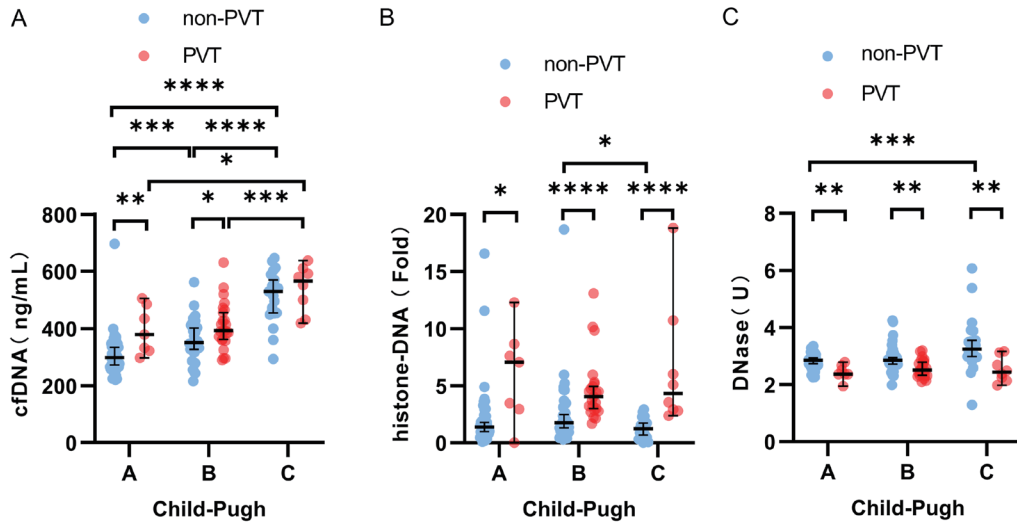 A
non-PVT
PVT
****
*** ****
*
** * ***
cfDNA（ng/mL）
800
600
400
200
0
A B C
Child-Pugh
B
non-PVT
PVT
*
* **** ****
histone-DNA（Fold）
20
15
10
5
0
A B C
Child-Pugh
C
non-PVT
PVT
***
** ** **
DNase（U）
8
6
4
2
0
A B C
Child-Pugh